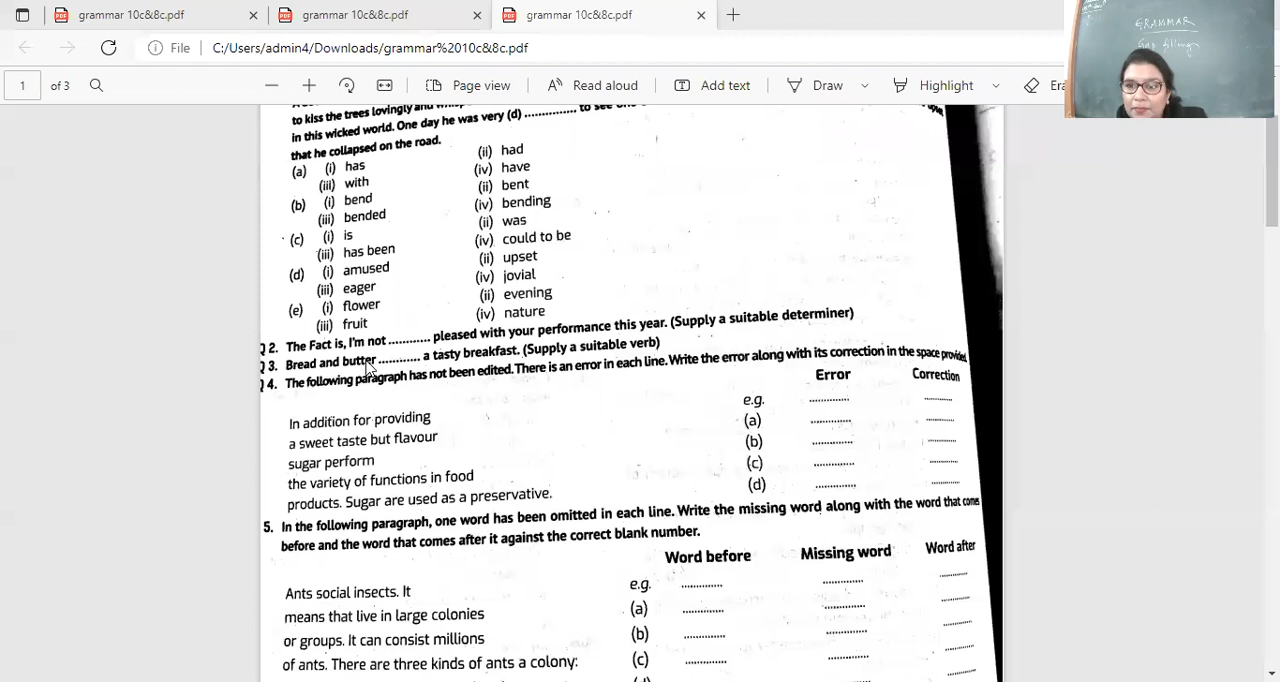 grammar 10c&8c.pdf
grammar 10c&8c.pdf
grammar 10c&8c.pdf
File C:/Users/admin4/Downloads/grammar%2010c&8c.pdf
1 of 3 Page view Read aloud Add text Draw Highlight
GRAMMAR
Gap filling
to kiss the trees lovingly and
in this wicked world. One day he was very (d) .............. to see
that he collapsed on the road.
(a) (i) has (ii) had
(iii) with (iv) have
(b) (i) bend (ii) bent
(iii) bended (iv) bending
(c) (i) is (ii) was
(iii) has been (iv) could to be
(d) (i) amused (ii) upset
(iii) eager (iv) jovial
(e) (i) flower (ii) evening
(iii) fruit (iv) nature
Q 2. The Fact is, I'm not ........... pleased with your performance this year. (Supply a suitable determiner)
Q 3. Bread and butter ........... a tasty breakfast. (Supply a suitable verb)
Q 4. The following paragraph has not been edited. There is an error in each line. Write the error along with its correction in the space provided.
Error Correction
In addition for providing e.g. ............. .........
a sweet taste but flavour (a) ............. .........
sugar perform (b) ............. .........
the variety of functions in food (c) ............. .........
products. Sugar are used as a preservative. (d) ............. .........
5. In the following paragraph, one word has been omitted in each line. Write the missing word along with the word that comes
before and the word that comes after it against the correct blank number.
Word before Missing word Word after
Ants social insects. It e.g. ............. ............. .........
means that live in large colonies (a) ............. ............. .........
or groups. It can consist millions (b) ............. ............. .........
of ants. There are three kinds of ants a colony: (c) ............. ............. .........